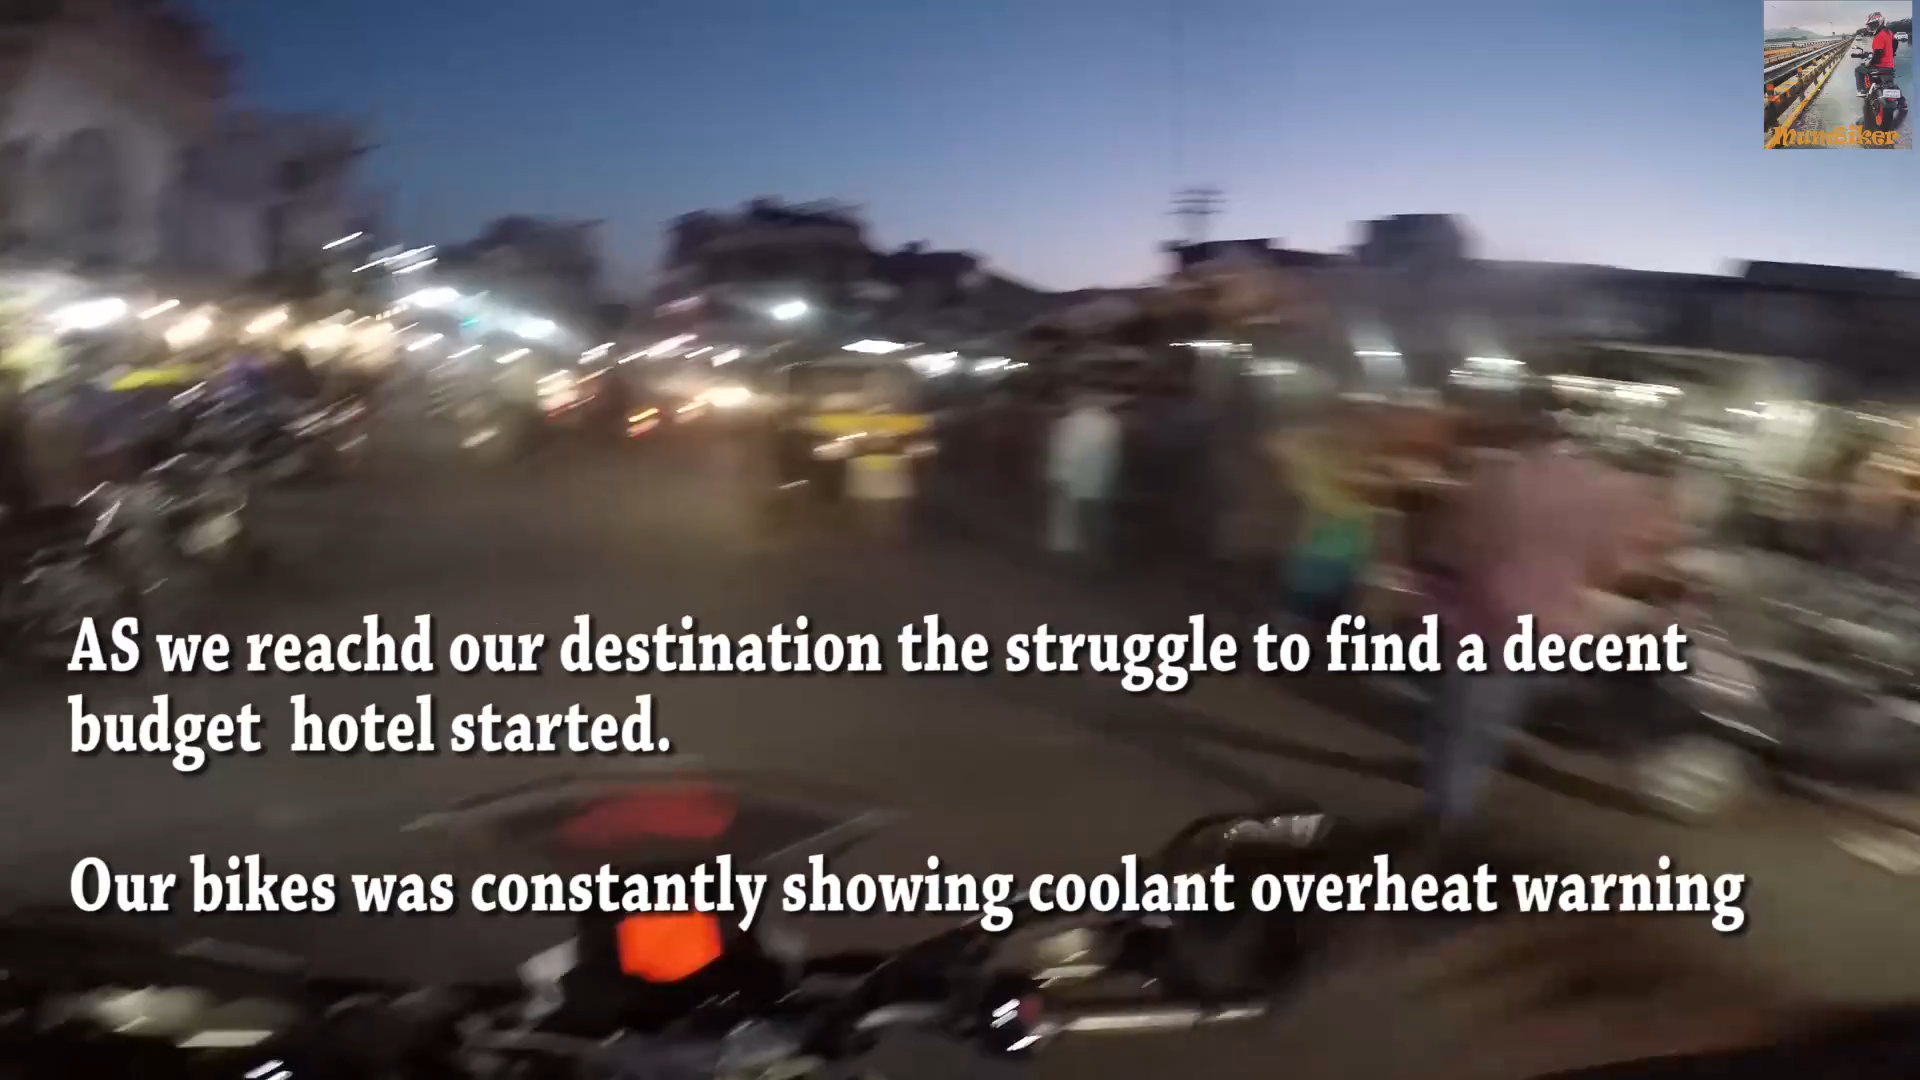 MumBiker
AS we reachd our destination the struggle to find a decent
budget  hotel started.
Our bikes was constantly showing coolant overheat warning